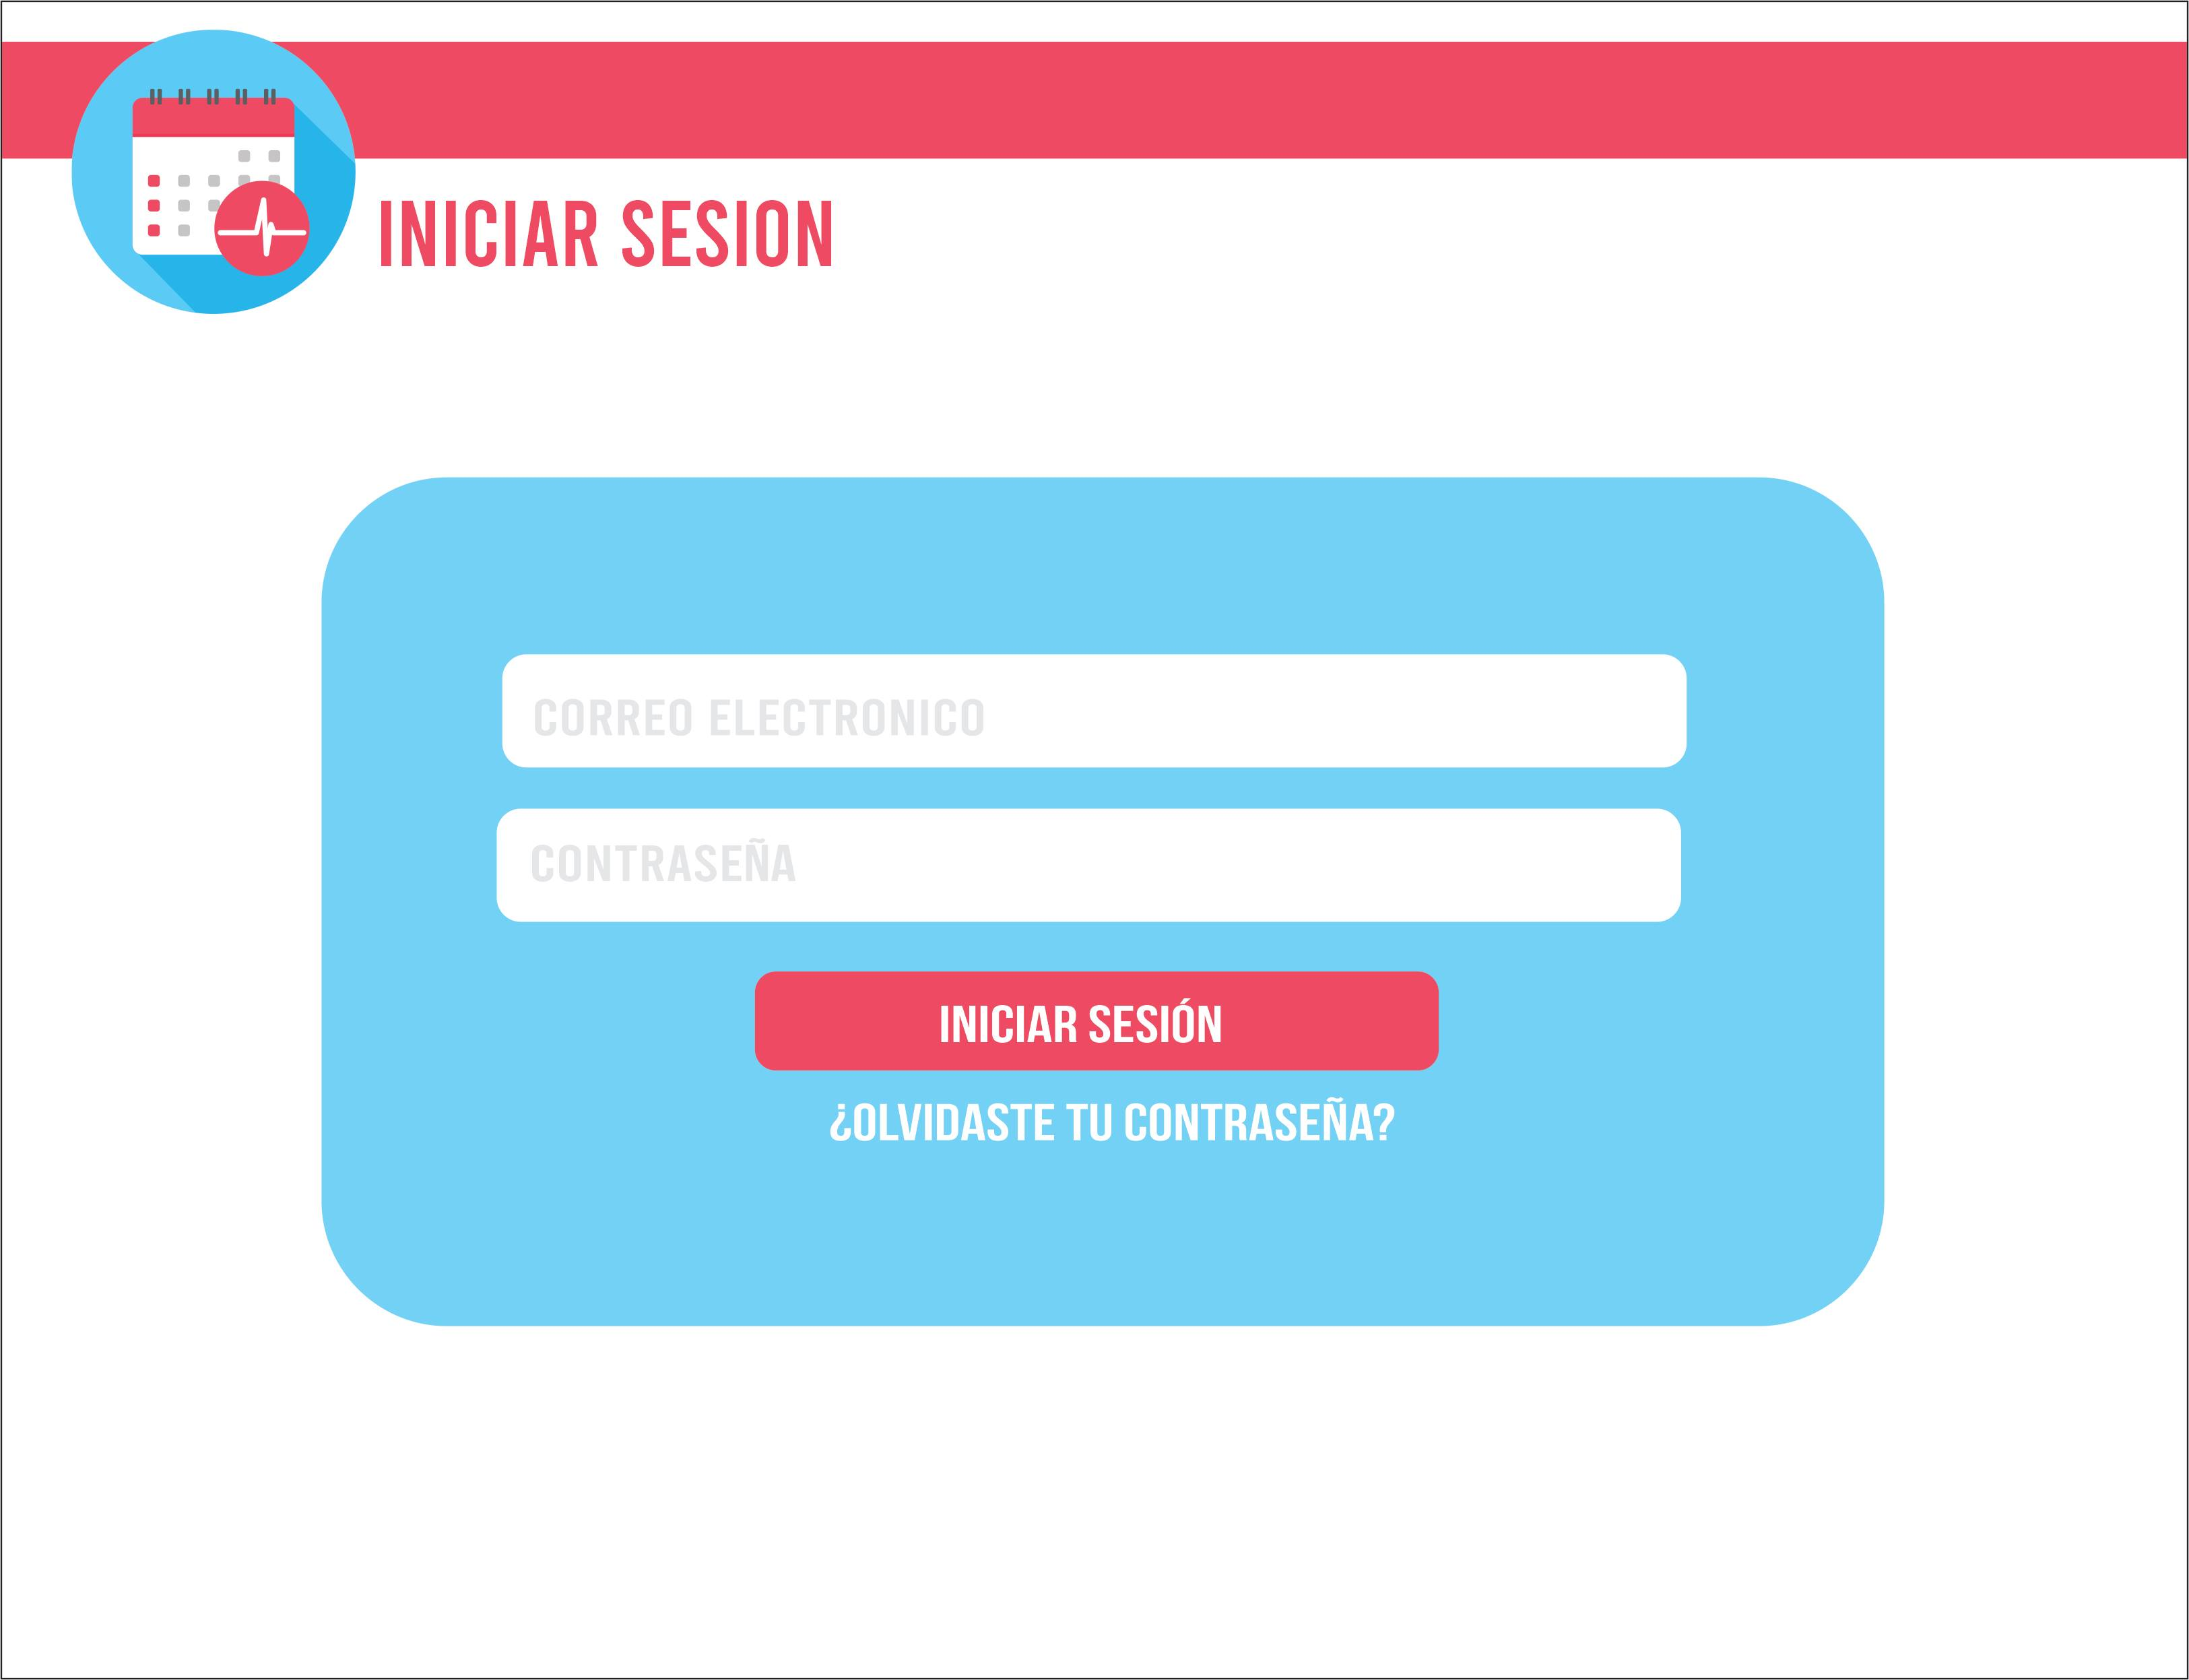 INICIAR SESION
CORREO ELECTRONICO
CONTRASEÑA
INICIAR SESIÓN
¿OLVIDASTE TU CONTRASEÑA?